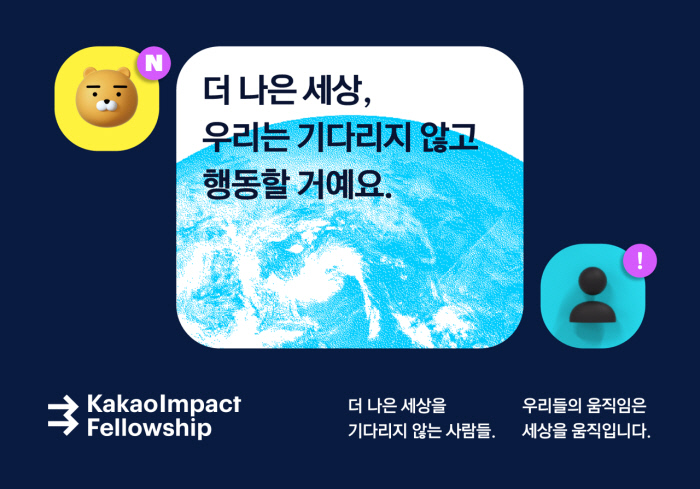 N
더 나은 세상,
우리는 기다리지 않고
행동할 거예요.
!
KakaoImpact
Fellowship
더 나은 세상을
기다리지 않는 사람들.
우리들의 움직임은
세상을 움직입니다.